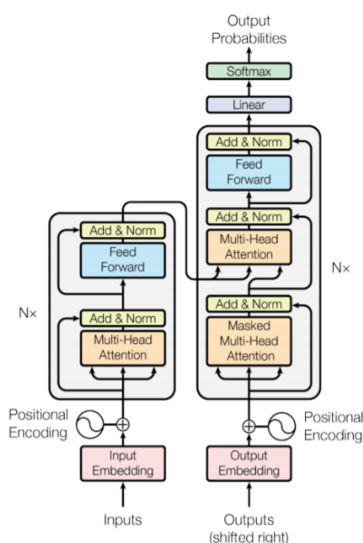 Output
Probabilities
Softmax
Linear
Add & Norm
Feed
Forward
Add & Norm
Multi-Head
Attention
Add & Norm
Masked
Multi-Head
Attention
Nx
Positional
Encoding
Output
Embedding
Outputs
(shifted right)
Add & Norm
Feed
Forward
Add & Norm
Multi-Head
Attention
Nx
Positional
Encoding
Input
Embedding
Inputs